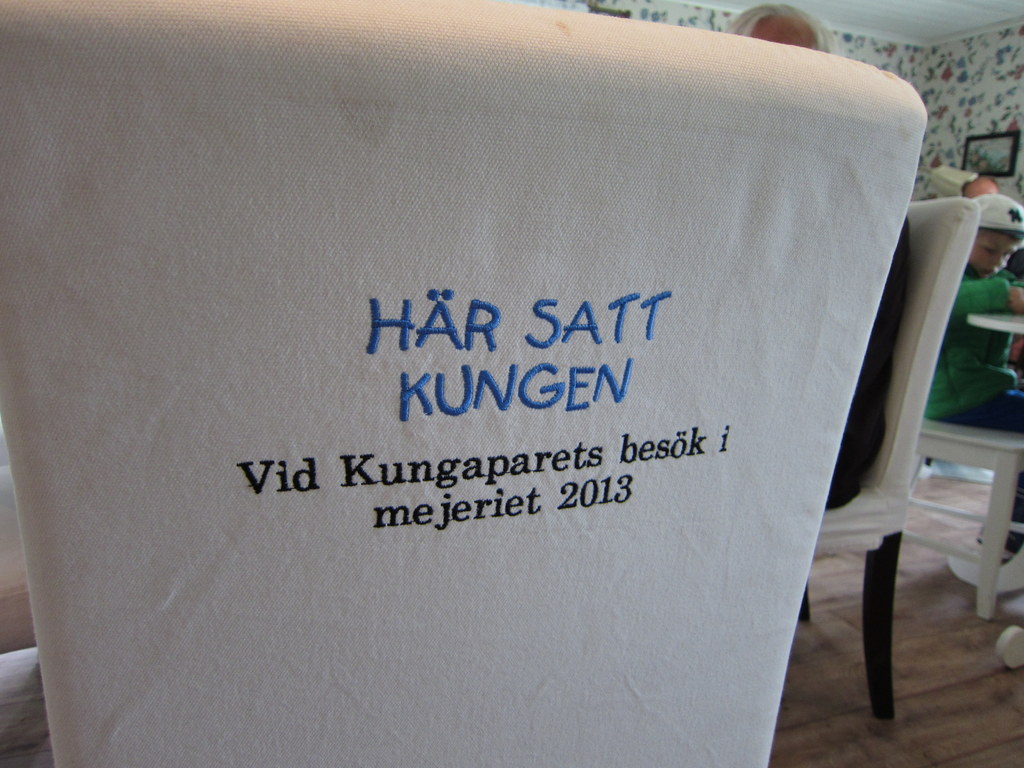 HÄR SATT
KUNGEN
Vid Kungaparets besök i
mejeriet 2013